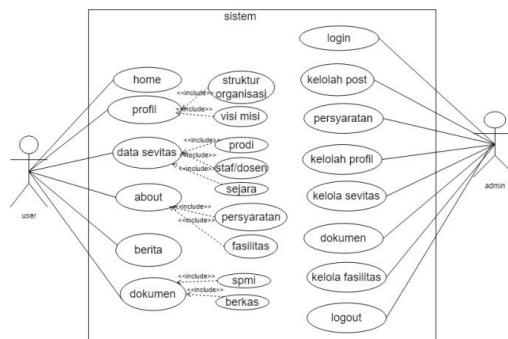 sistem
login
home
struktur
organisasi
<<include>>
kelolah post
profil
<<include>>
visi misi
persyaratan
<<include>>
prodi
data sevitas
<<include>>
staf/dosen
kelolah profil
<<include>>
sejara
user
admin
about
kelola sevitas
<<include>>
persyaratan
<<include>>
berita
fasilitas
dokumen
<<include>>
spmi
kelola fasilitas
dokumen
<<include>>
berkas
logout